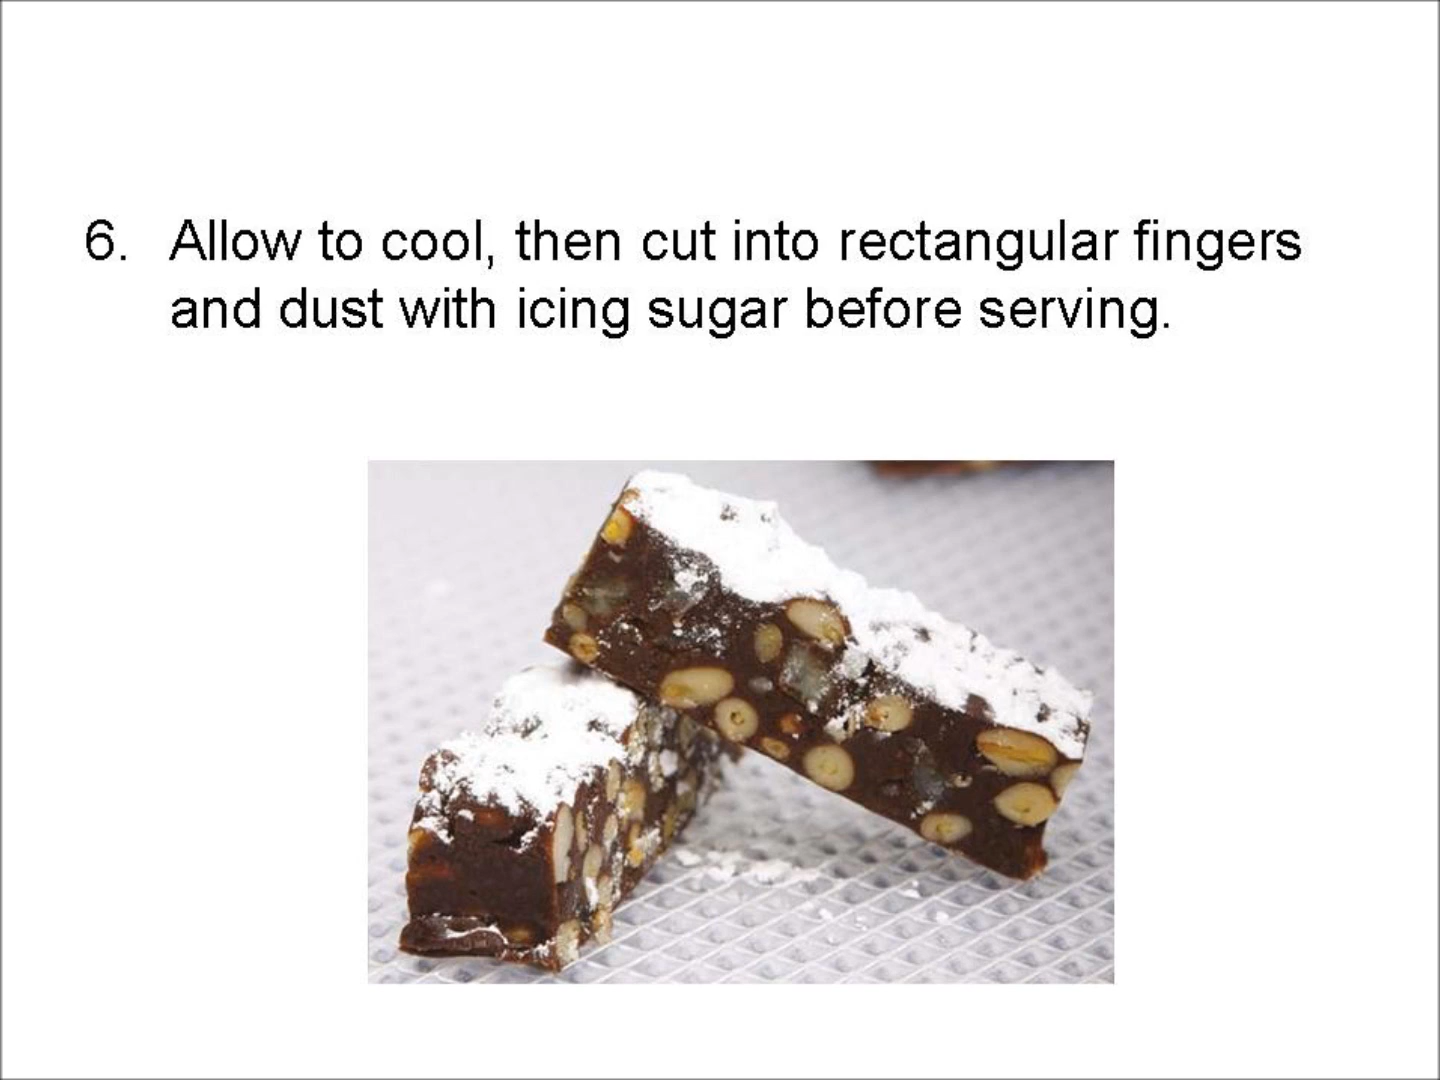 6. Allow to cool, then cut into rectangular fingers
and dust with icing sugar before serving.